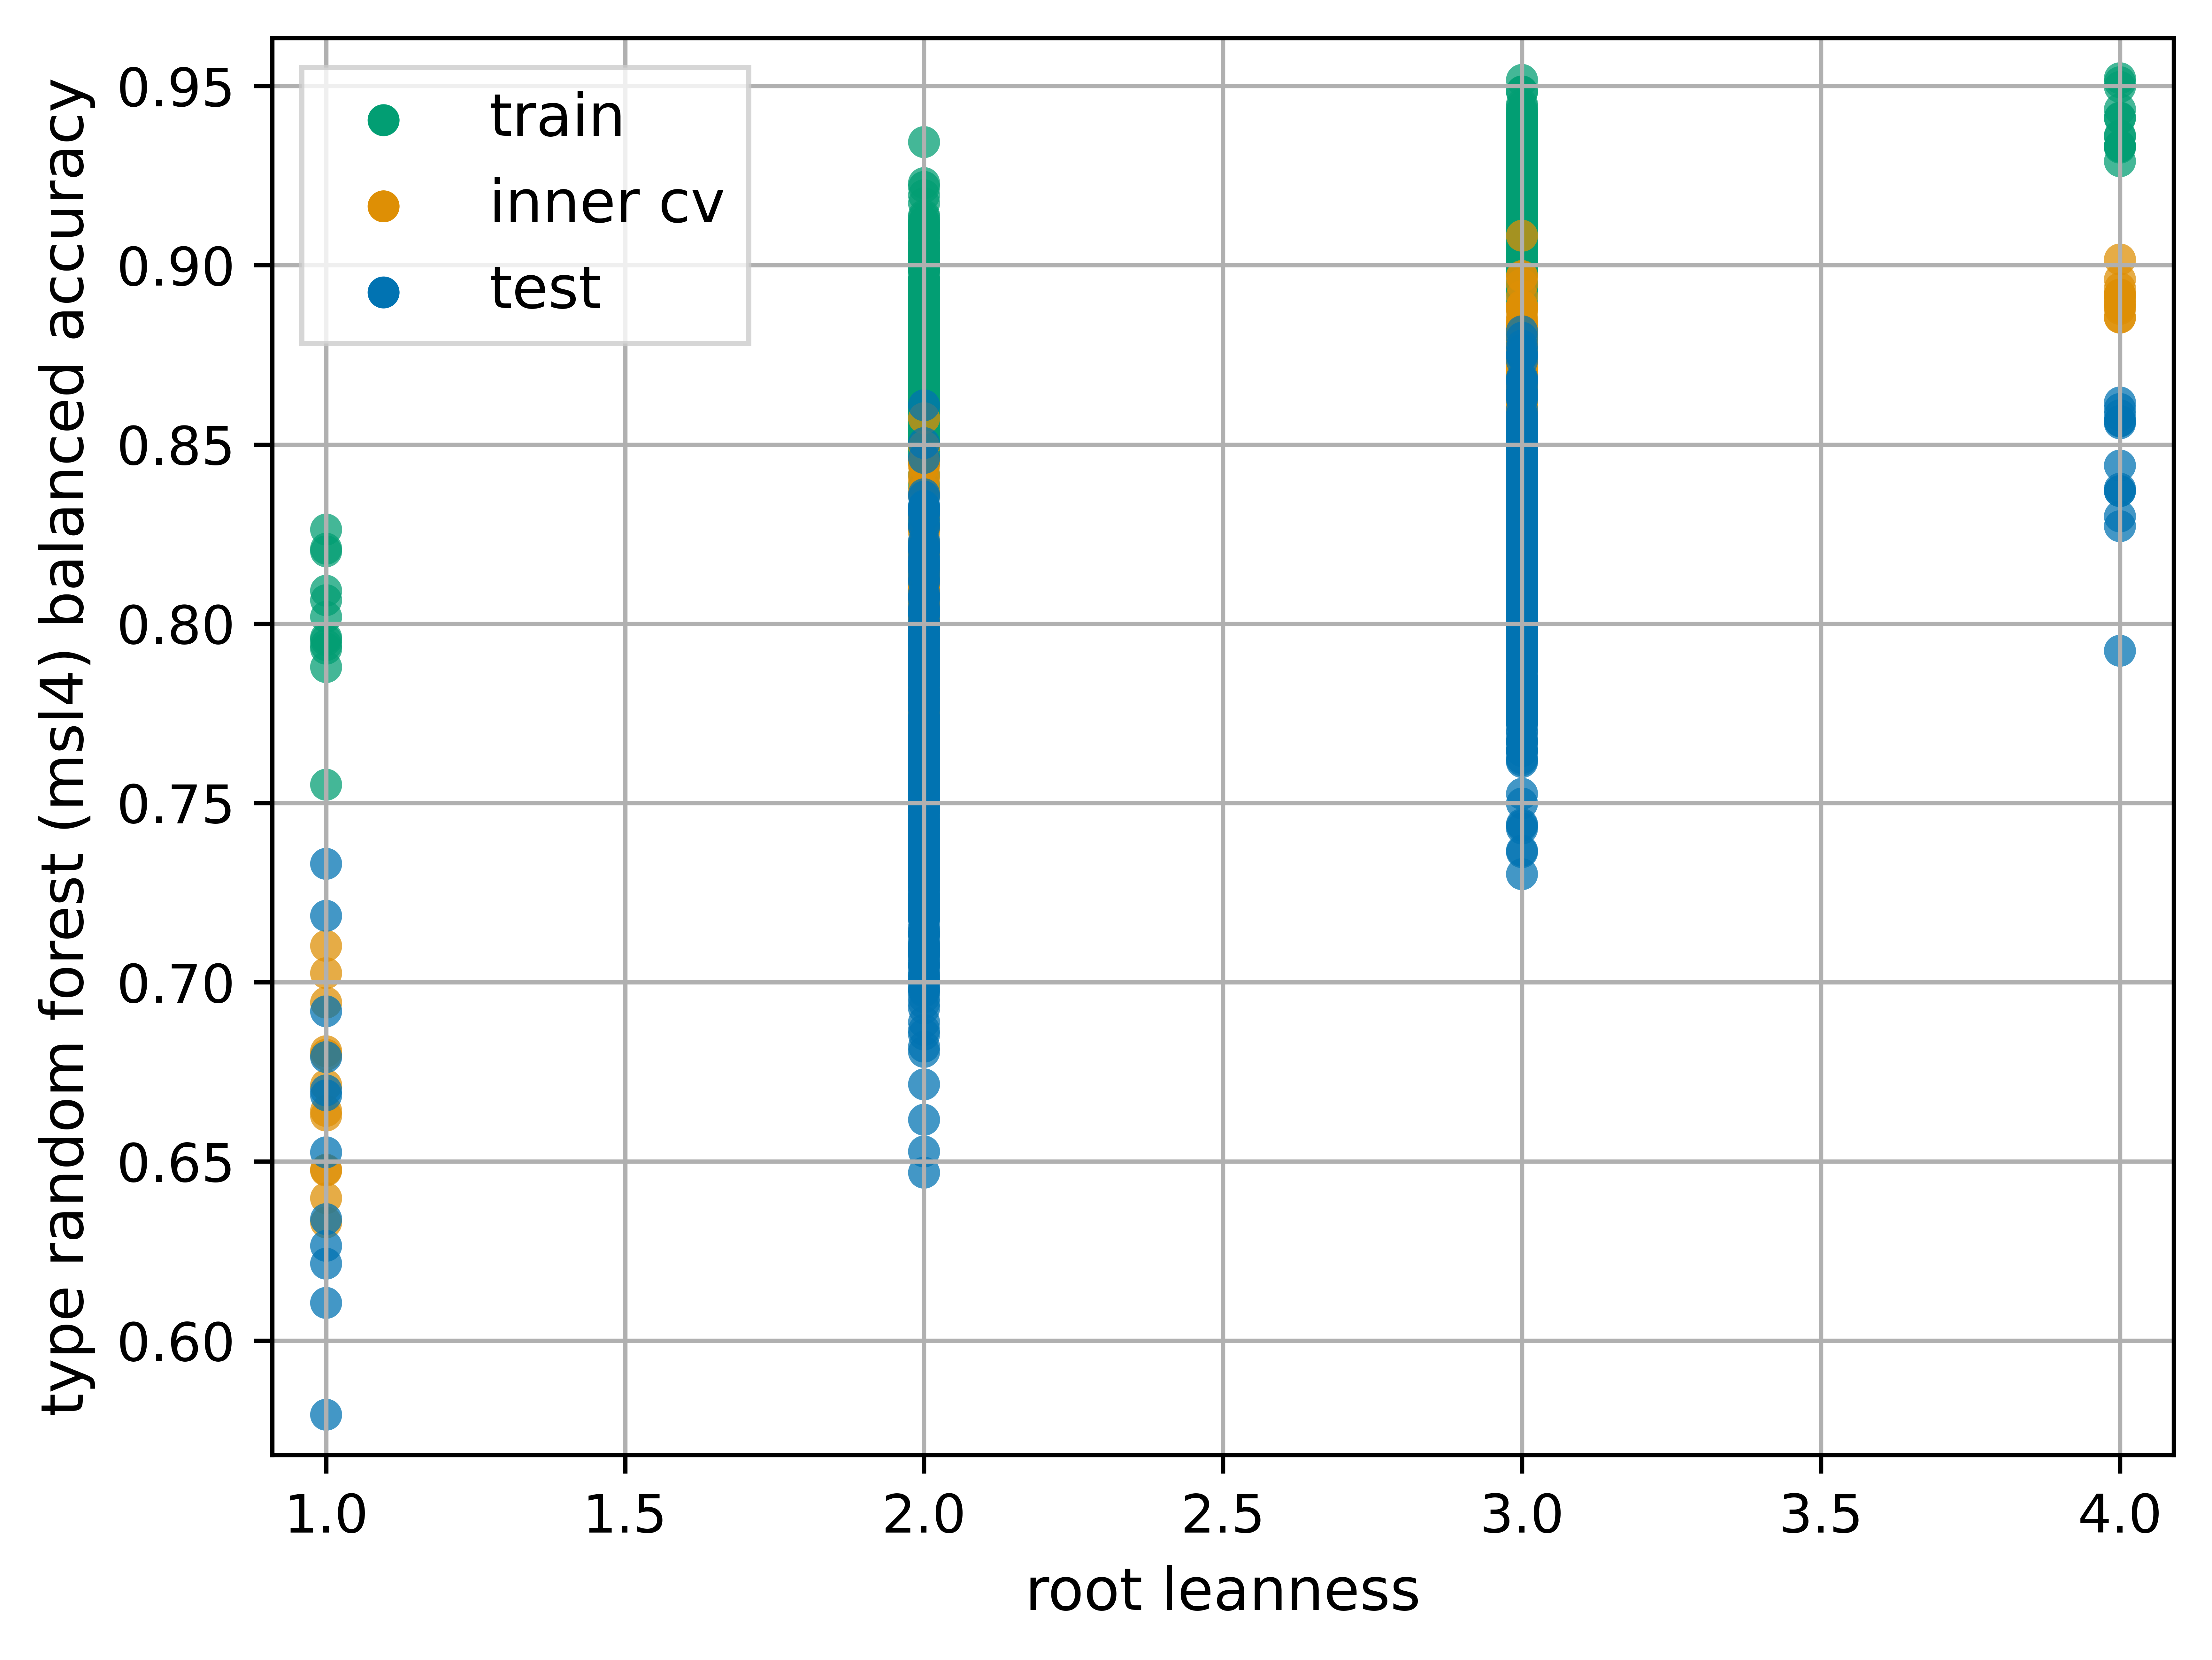 type random forest (msl4) balanced accuracy
0.95
0.90
0.85
0.80
0.75
0.70
0.65
0.60
train
inner cv
test
1.0 1.5 2.0 2.5 3.0 3.5 4.0
root leanness